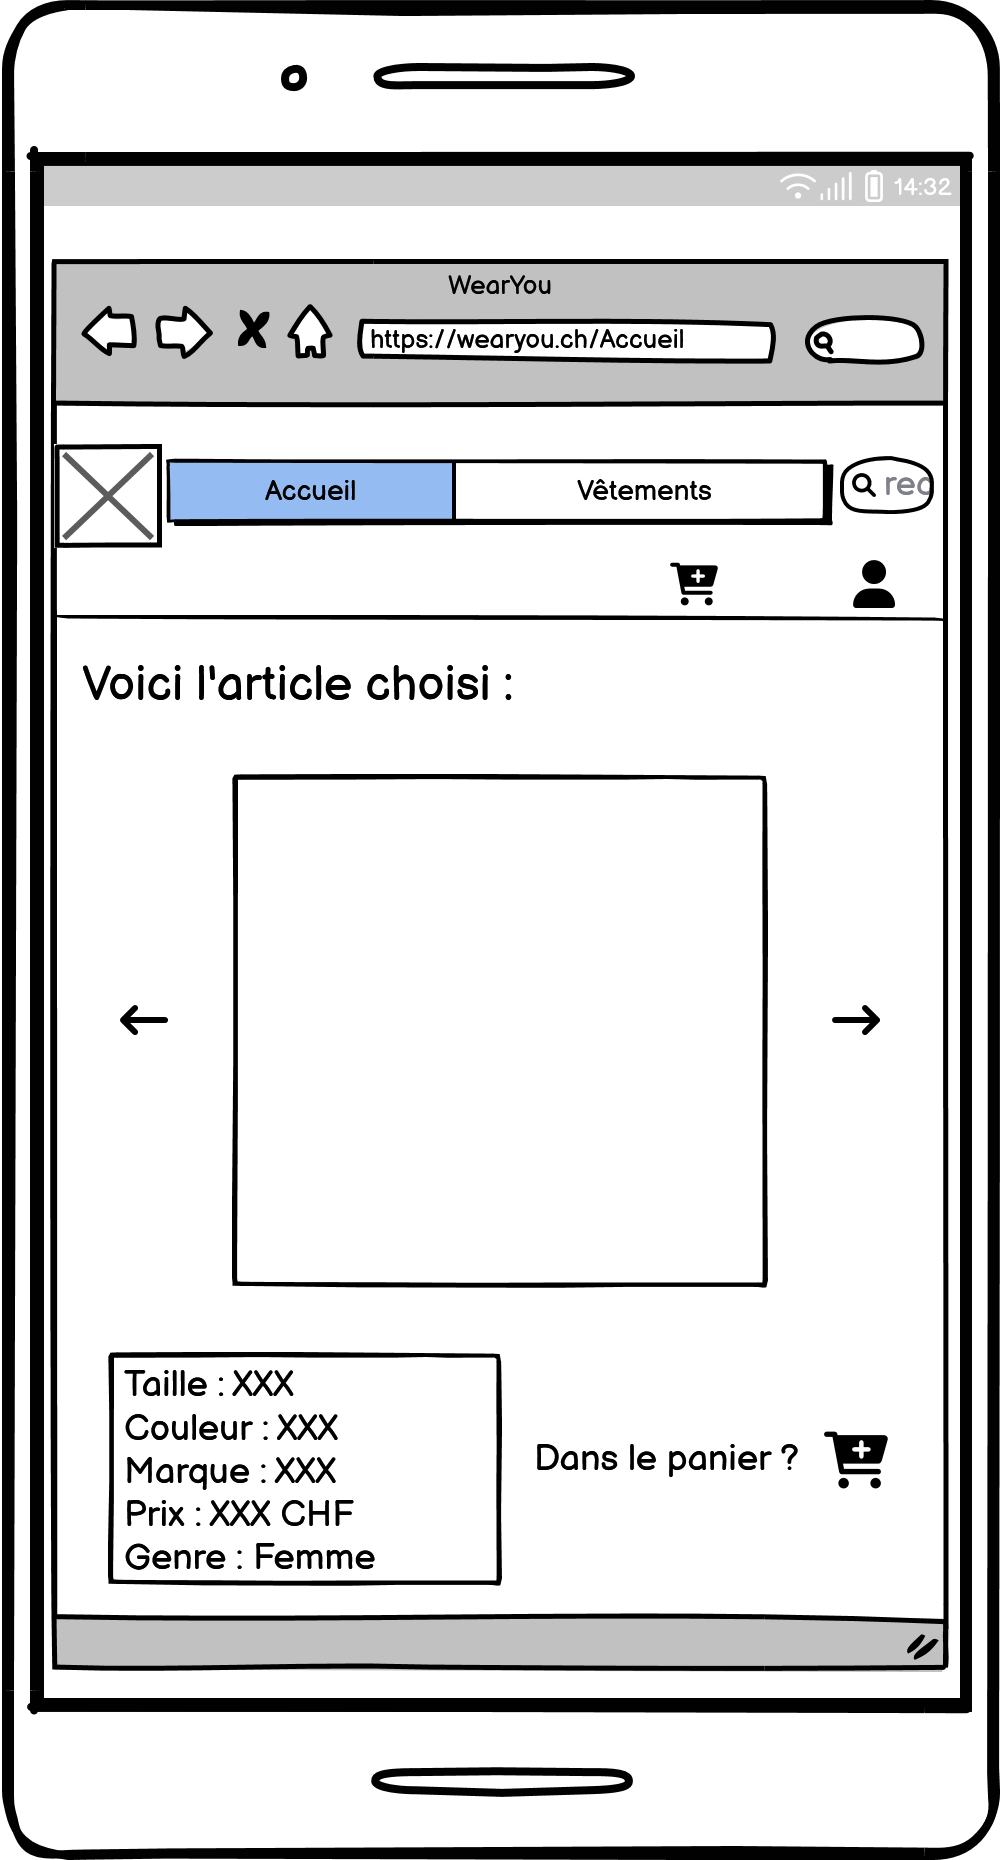 14:32
WearYou
https://wearyou.ch/Accueil
Accueil
Vêtements
rec
Voici l'article choisi :
Taille : XXX
Couleur : XXX
Marque : XXX
Prix : XXX CHF
Genre : Femme
Dans le panier ?